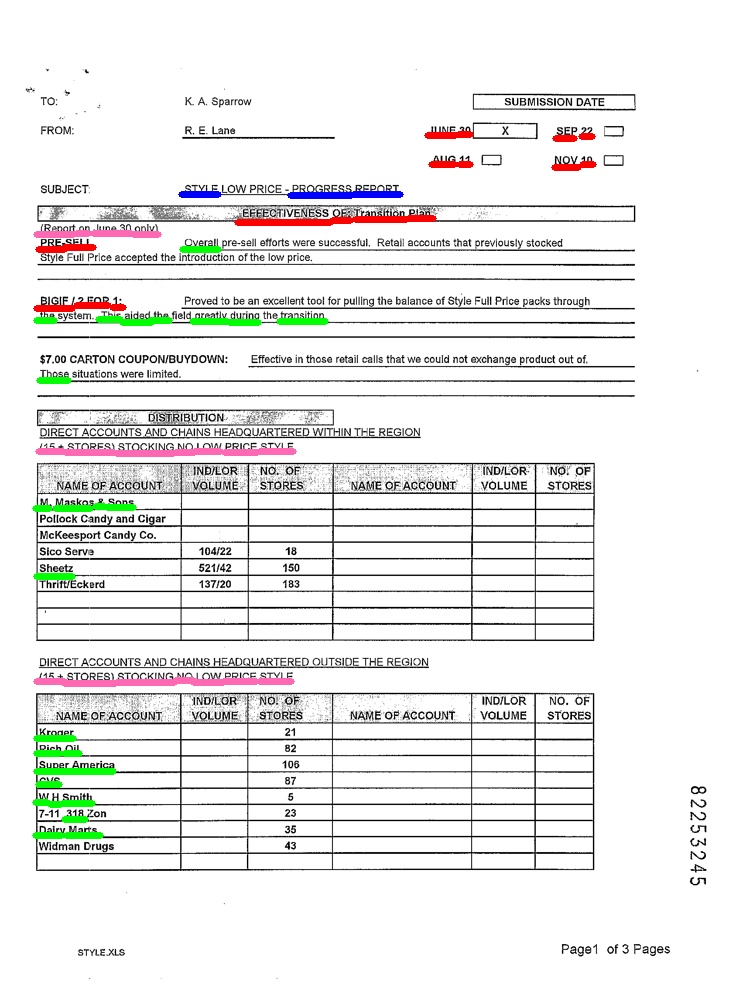 TO: K. A. Sparrow SUBMISSION DATE
FROM: R. E. Lane JUNE 30 X SEP 22
AUG 11 NOV 10
SUBJECT: STYLE LOW PRICE - PROGRESS REPORT
EFFECTIVENESS OF: Transition Plan
(Report on June 30 only)
PRE-SELL Overall pre-sell efforts were successful. Retail accounts that previously stocked
Style Full Price accepted the introduction of the low price.
BIGIF / 2 FOR 1: Proved to be an excellent tool for pulling the balance of Style Full Price packs through
the system. This aided the field greatly during the transition.
$7.00 CARTON COUPON/BUYDOWN: Effective in those retail calls that we could not exchange product out of.
Those situations were limited.
DISTRIBUTION
DIRECT ACCOUNTS AND CHAINS HEADQUARTERED WITHIN THE REGION
(15 + STORES) STOCKING NO LOW PRICE STYLE
IND/LOR NO. OF IND/LOR NO. OF
NAME OF ACCOUNT VOLUME STORES NAME OF ACCOUNT VOLUME STORES
M. Maskos & Sons
Pollock Candy and Cigar
McKeesport Candy Co.
Sico Serve 104/22 18
Sheetz 521/42 150
Thrift/Eckerd 137/20 183
DIRECT ACCOUNTS AND CHAINS HEADQUARTERED OUTSIDE THE REGION
(15 + STORES) STOCKING NO LOW PRICE STYLE
IND/LOR NO. OF IND/LOR NO. OF
NAME OF ACCOUNT VOLUME STORES NAME OF ACCOUNT VOLUME STORES
Kroger 21
Rich Oil 82
Super America 106
CVS 87
W H Smith 5
7-11 318 Zon 23
Dairy Marts 35
Widman Drugs 43
82253245
STYLE.XLS Page1 of 3 Pages